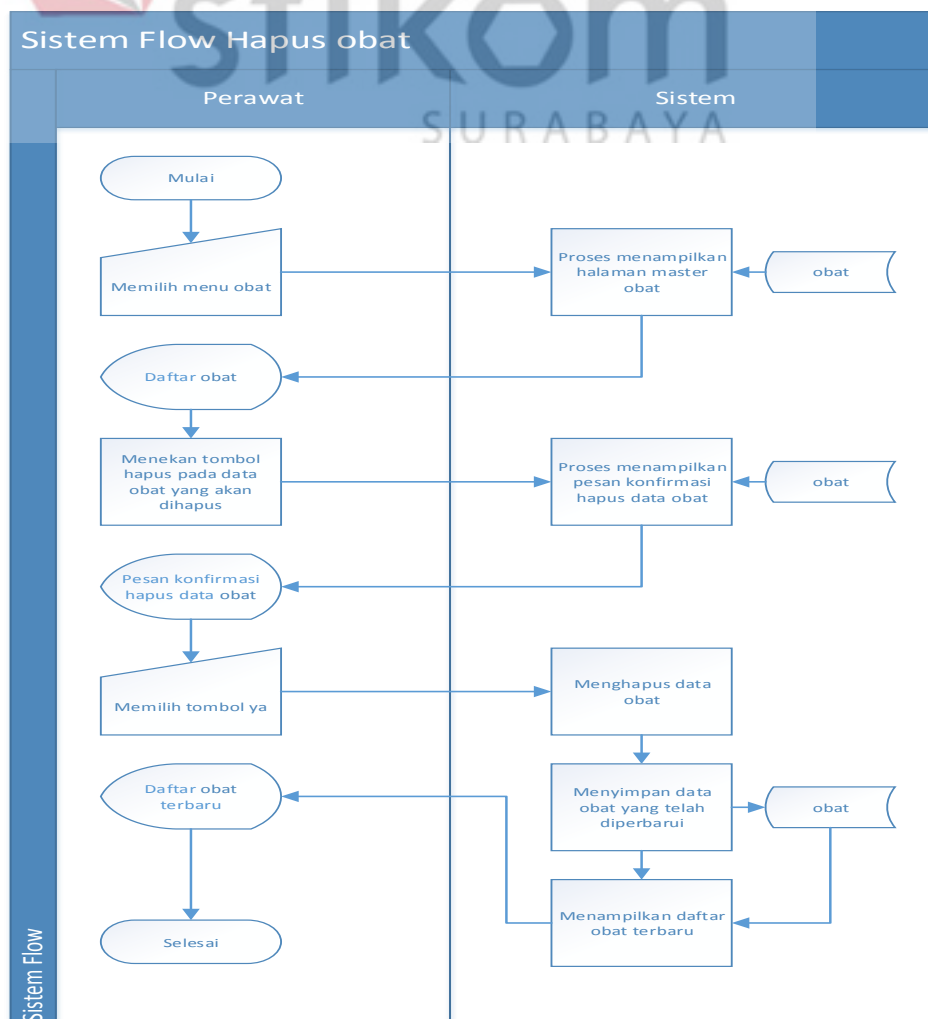 stikom
SURABAYA
Sistem Flow Hapus obat
Perawat
Sistem
Mulai
Memilih menu obat
Proses menampilkan
halaman master
obat
obat
Daftar obat
Menekan tombol
hapus pada data
obat yang akan
dihapus
Proses menampilkan
pesan konfirmasi
hapus data obat
obat
Pesan konfirmasi
hapus data obat
Memilih tombol ya
Menghapus data
obat
Daftar obat
terbaru
Menyimpan data
obat yang telah
diperbarui
obat
Selesai
Menampilkan daftar
obat terbaru
Sistem Flow